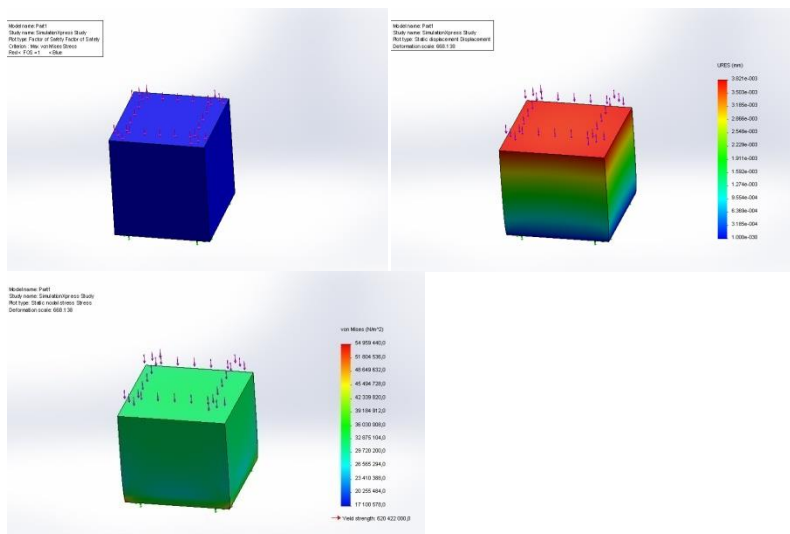 Model name: Part1
Study name: SimulationXpress Study
Plot type: Factor of Safety Factor of Safety
Criterion : Max von Mises Stress
Red < FOS = 1 < Blue
Model name: Part1
Study name: SimulationXpress Study
Plot type: Static displacement Displacement
Deformation scale: 668.138
URES (mm)
3.821e-003
3.503e-003
3.185e-003
2.866e-003
2.548e-003
2.229e-003
1.911e-003
1.592e-003
1.274e-003
9.554e-004
6.369e-004
3.185e-004
1.000e-030
Model name: Part1
Study name: SimulationXpress Study
Plot type: Static nodal stress Stress
Deformation scale: 668.138
von Mises (N/m^2)
54 959 440,0
51 804 536,0
48 649 632,0
45 494 728,0
42 339 820,0
39 184 912,0
36 030 008,0
32 875 104,0
29 720 200,0
26 565 294,0
23 410 388,0
20 255 484,0
17 100 578,0
Yield strength: 620 422 000,0